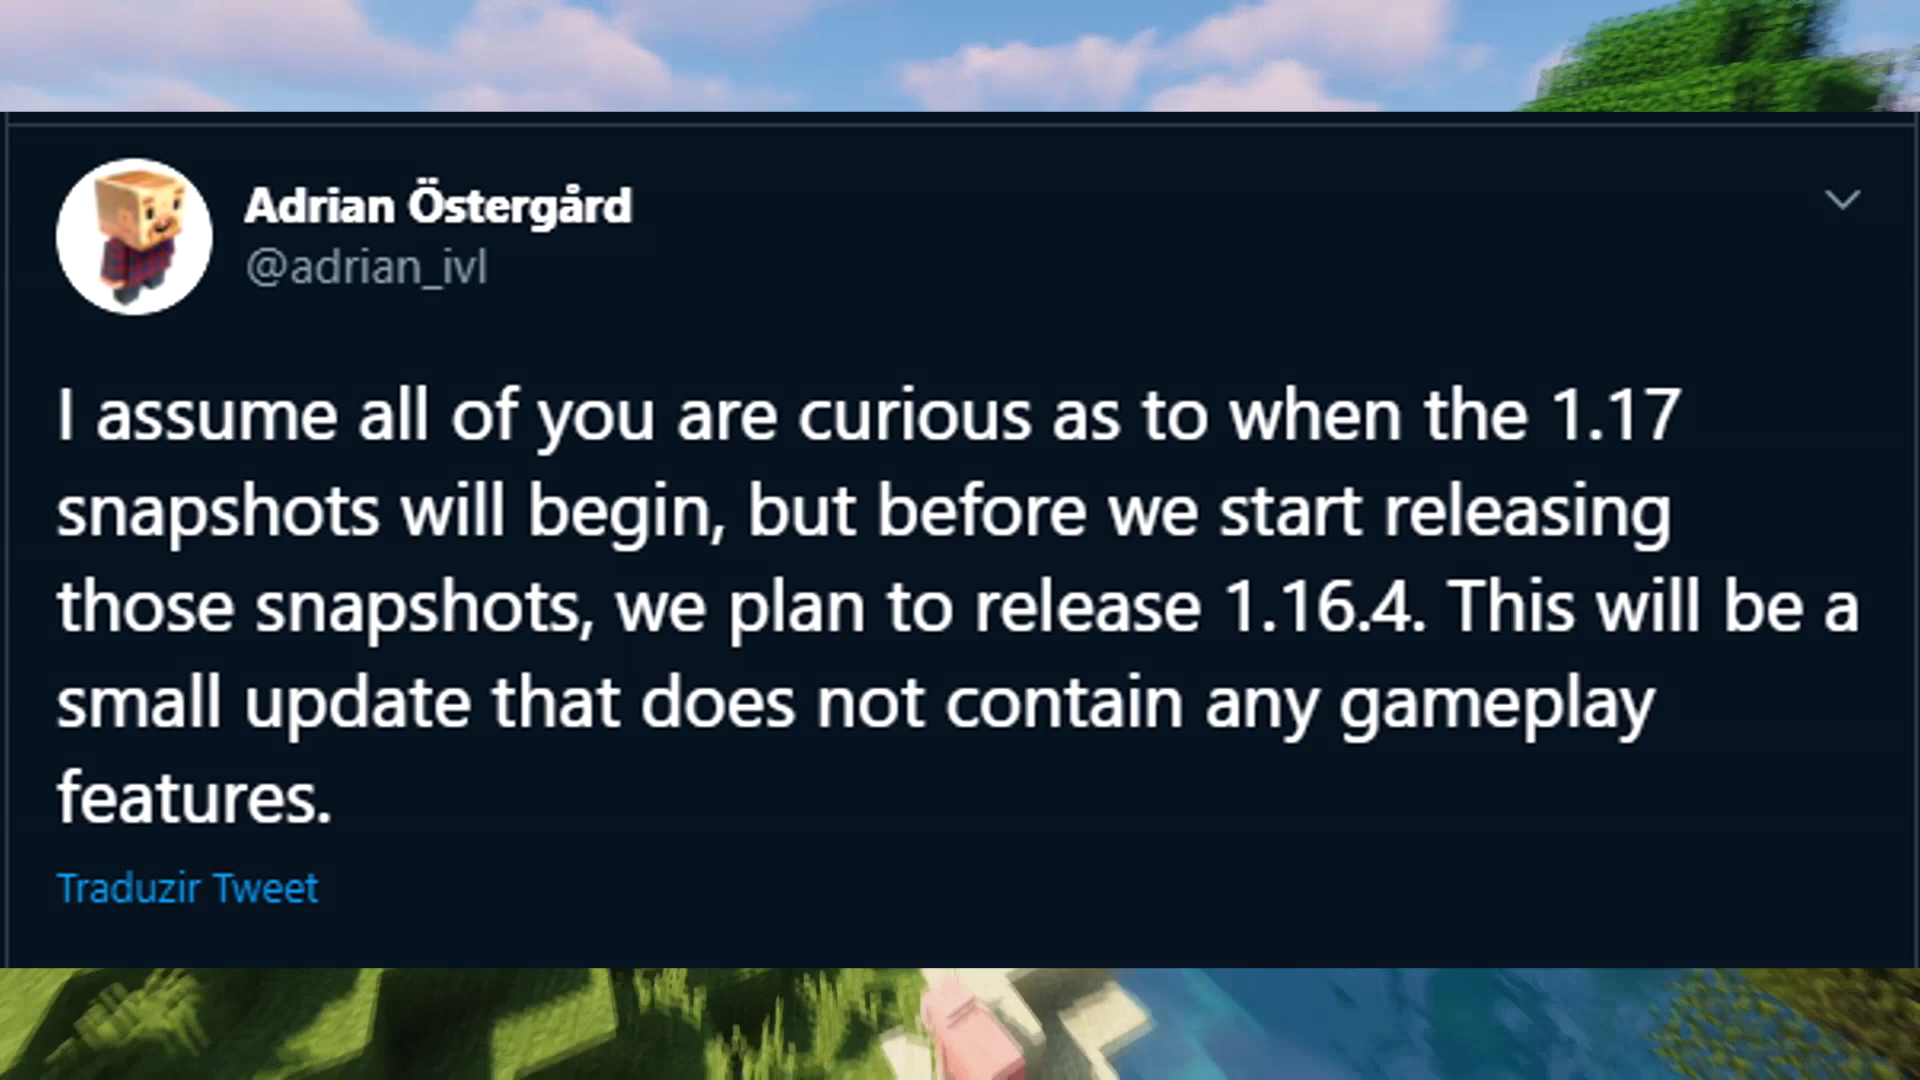 Adrian Östergård
@adrian_ivl
I assume all of you are curious as to when the 1.17
snapshots will begin, but before we start releasing
those snapshots, we plan to release 1.16.4. This will be a
small update that does not contain any gameplay
features.
Traduzir Tweet